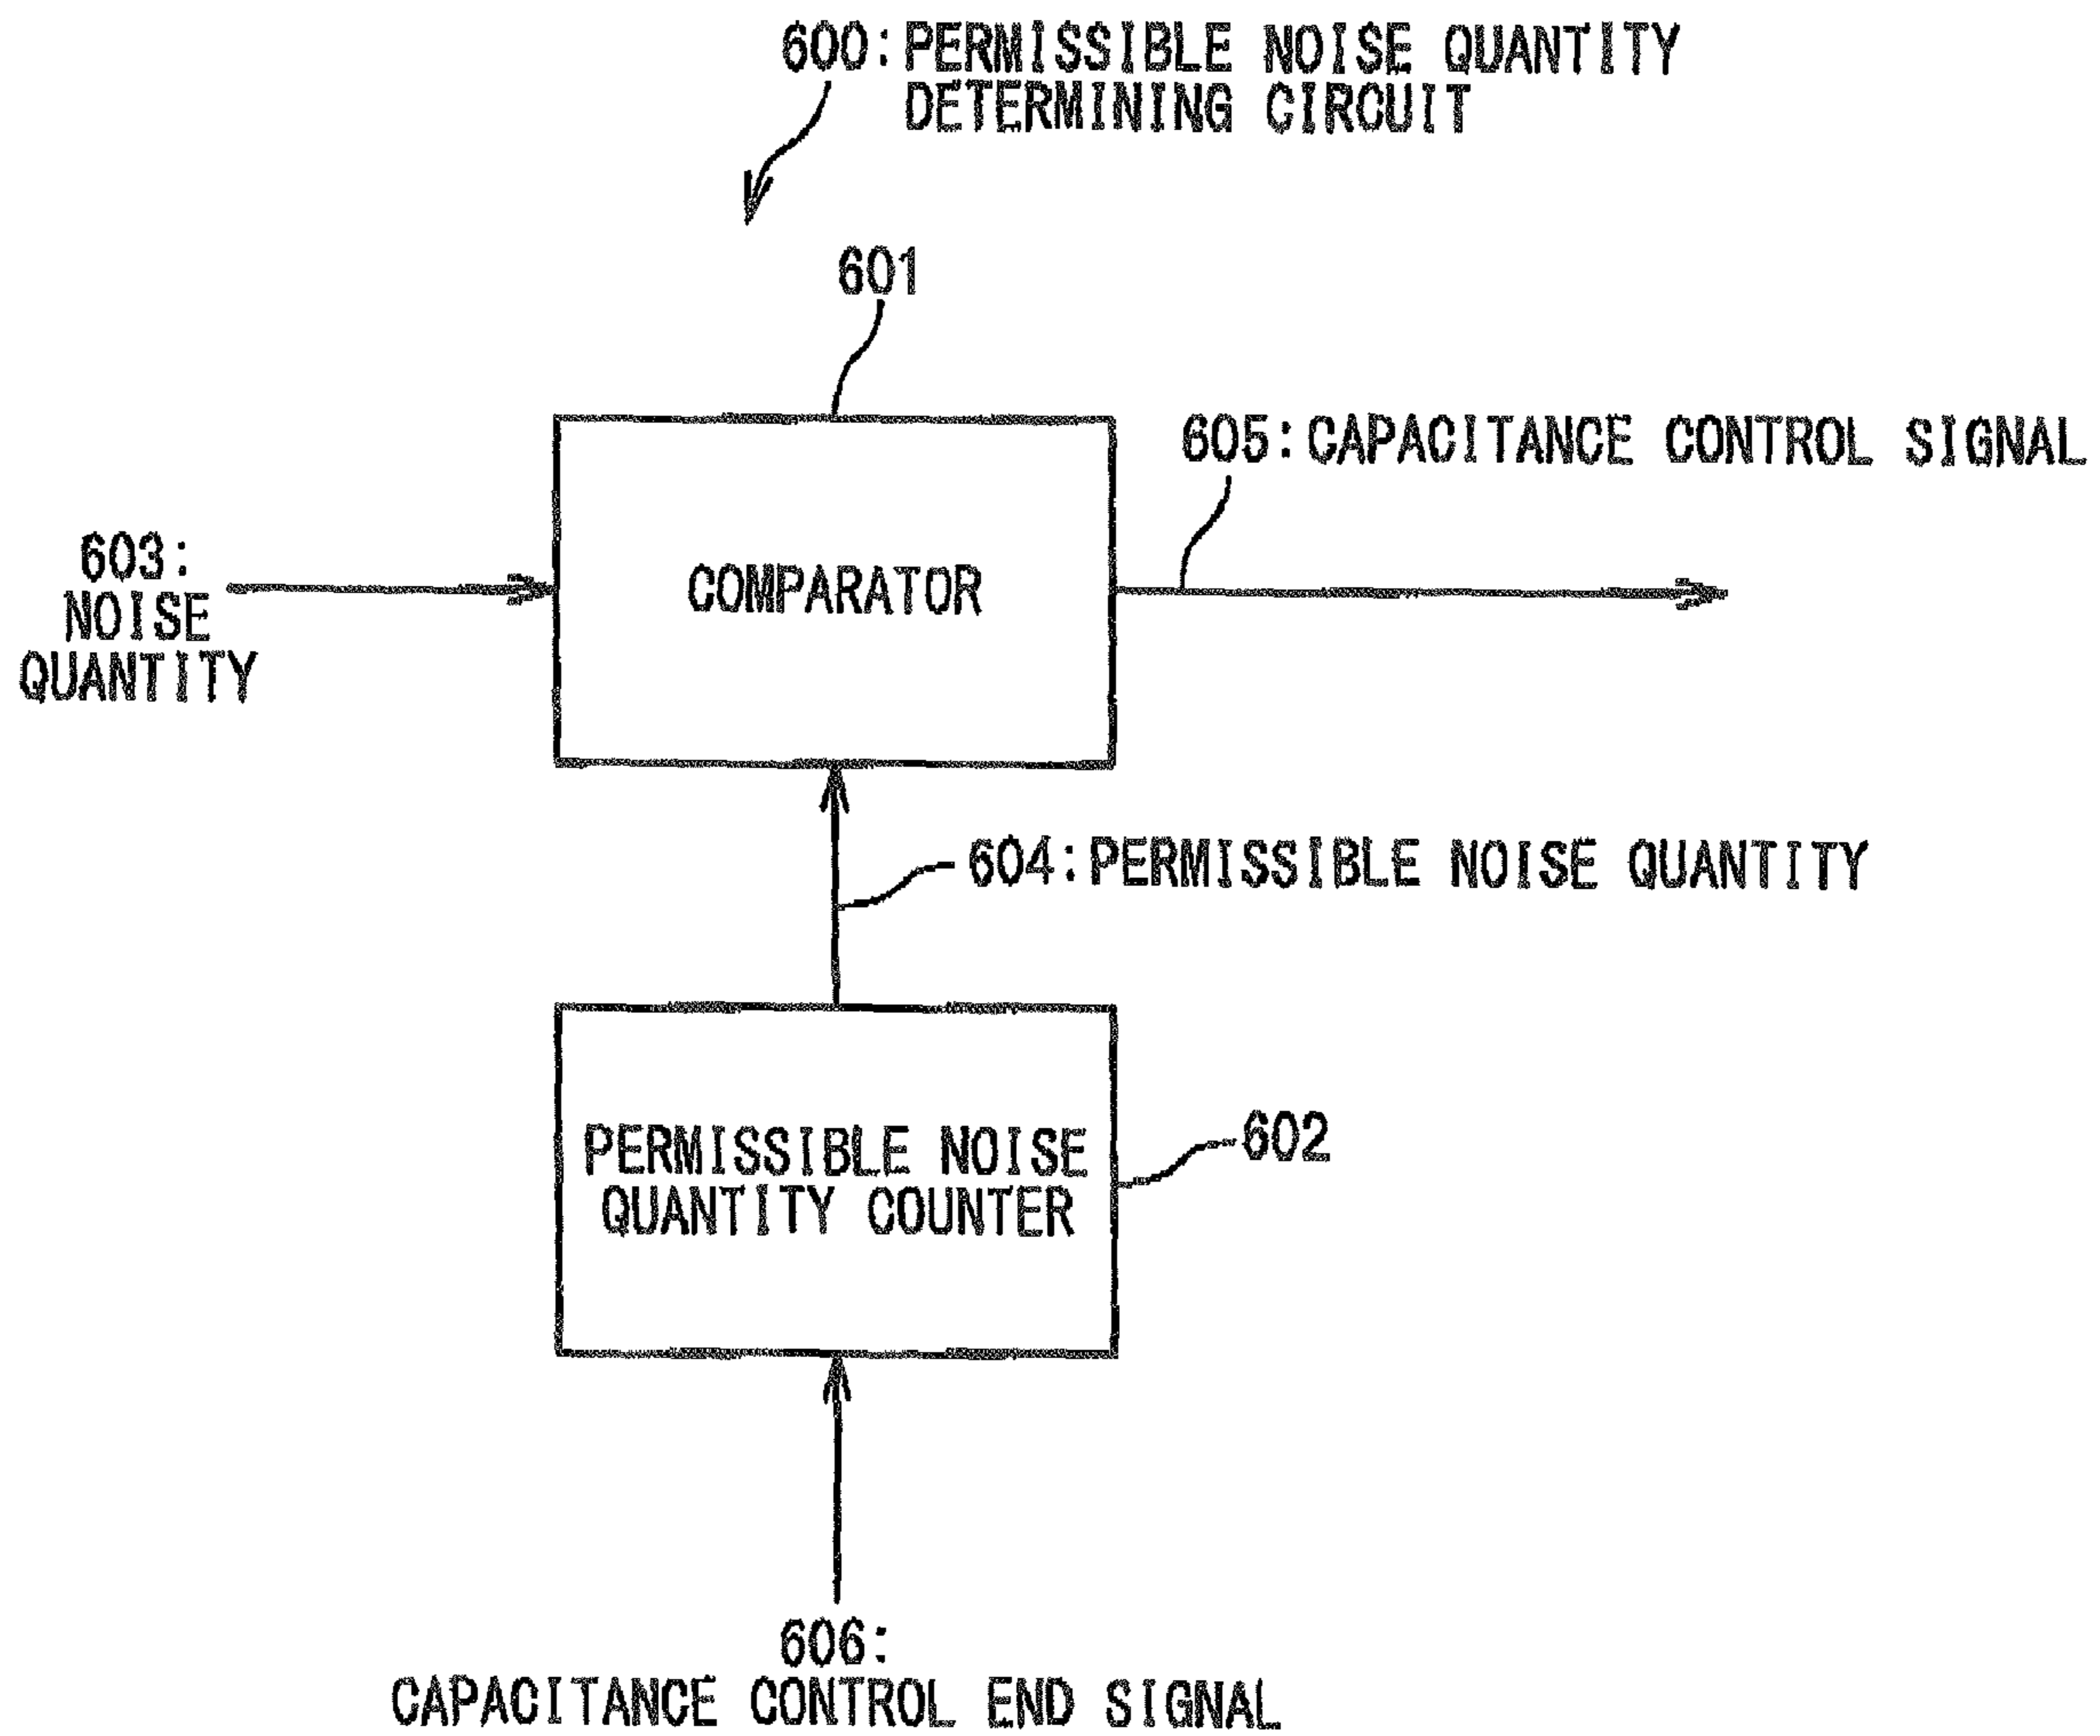 600:PERMISSIBLE NOISE QUANTITY
DETERMINING CIRCUIT
601
605:CAPACITANCE CONTROL SIGNAL
603:
NOISE
QUANTITY
COMPARATOR
604:PERMISSIBLE NOISE QUANTITY
PERMISSIBLE NOISE
QUANTITY COUNTER
602
606:
CAPACITANCE CONTROL END SIGNAL